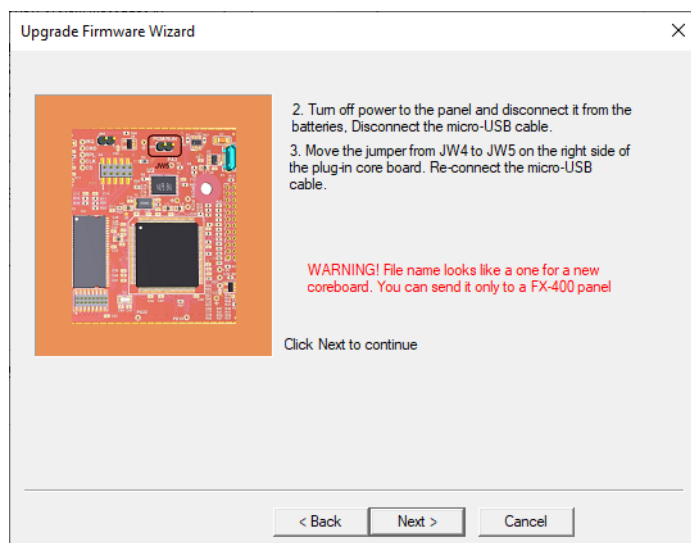 Upgrade Firmware Wizard
2. Turn off power to the panel and disconnect it from the
batteries, Disconnect the micro-USB cable.
3. Move the jumper from JW4 to JW5 on the right side of
the plug-in core board. Re-connect the micro-USB
cable.
JW5
WARNING! File name looks like a one for a new
coreboard. You can send it only to a FX-400 panel
Click Next to continue
< Back
Next >
Cancel